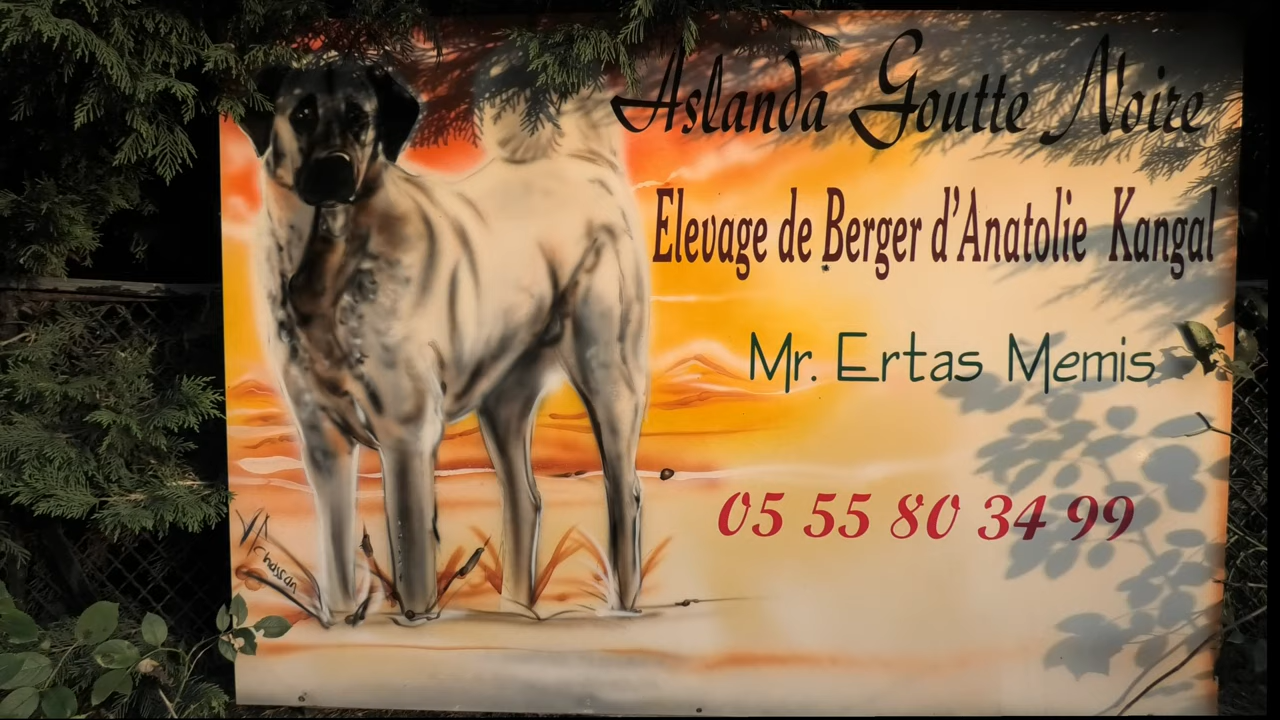 Aslanda Goutte Noire
Elevage de Berger d'Anatolie Kangal
Mr. Ertas Memis
05 55 80 34 99